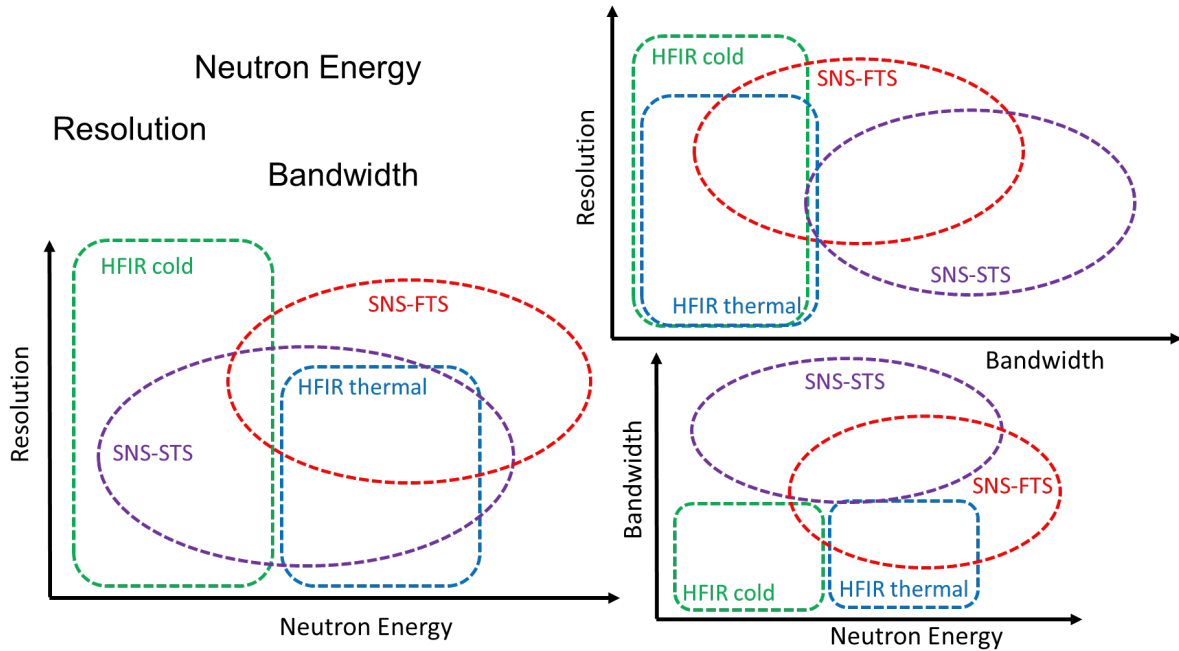 Neutron Energy
Resolution
Bandwidth
HFIR cold
SNS-FTS
HFIR thermal
SNS-STS
Resolution
Neutron Energy
HFIR cold
SNS-FTS
SNS-STS
HFIR thermal
Resolution
Bandwidth
SNS-STS
SNS-FTS
HFIR cold
HFIR thermal
Bandwidth
Neutron Energy